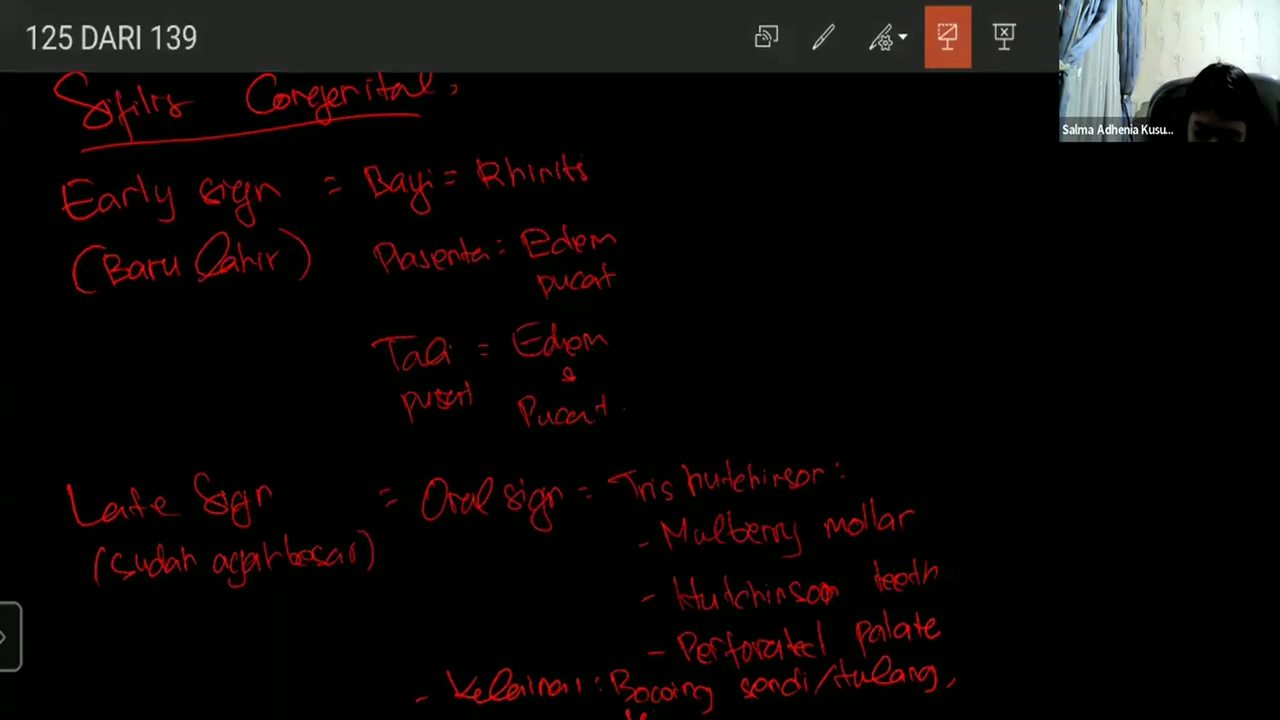 125 DARI 139
Salma Adhenia Kusu...
Sifilis Congenital,
Early sign = Bayi = Rhinitis
(Baru lahir) Plasenta : Edem
pucat
Tali = Edem
pusat &
Pucat
Late Sign = Oral sign = Tris hutchinson :
(sudah agak besar) - Mulberry mollar
- Hutchinson teeth
- Perforated palate
- Kelainan : sendi/tulang,